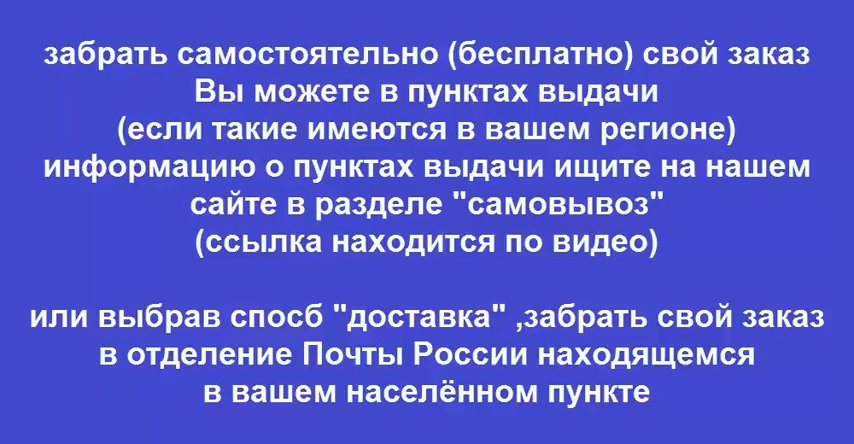 забрать самостоятельно (бесплатно) свой заказ
Вы можете в пунктах выдачи
(если такие имеются в вашем регионе)
информацию о пунктах выдачи ищите на нашем
сайте в разделе "самовывоз"
(ссылка находится по видео)
или выбрав спосб "доставка" ,забрать свой заказ
в отделение Почты России находящемся
в вашем населённом пункте